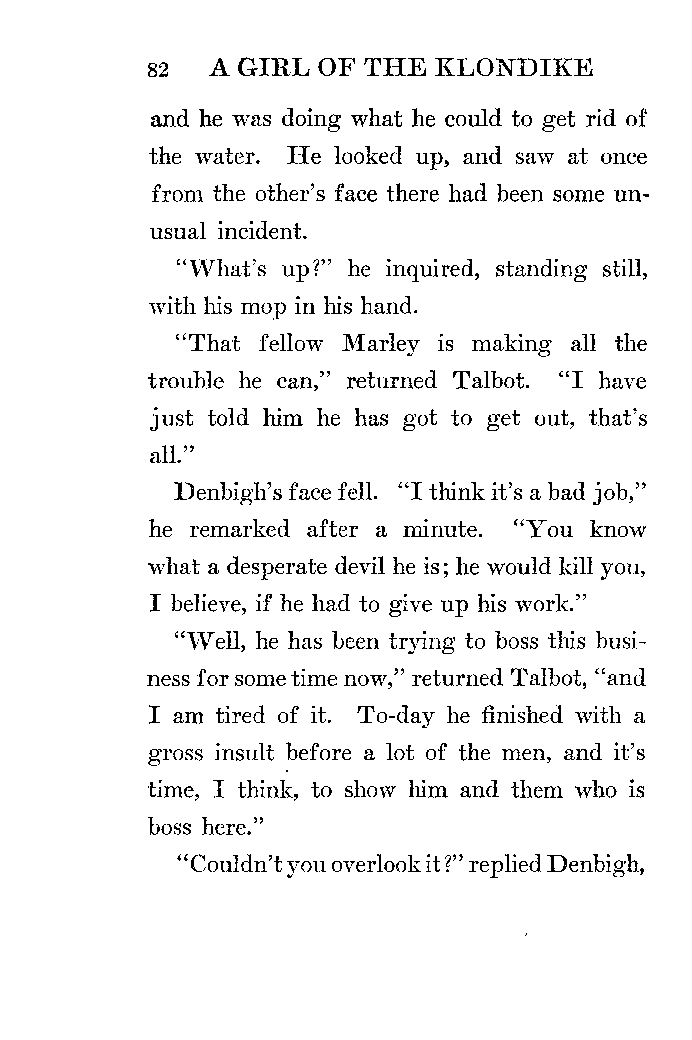 82 A GIRL OF THE KLONDIKE
and he was doing what he could to get rid of
the water. He looked up, and saw at once
from the other's face there had been some un-
usual incident.
“What's up?” he inquired, standing still,
with his mop in his hand.
“That fellow Marley is making all the
trouble he can,” returned Talbot. “I have
just told him he has got to get out, that's
all.”
Denbigh's face fell. “I think it's a bad job,”
he remarked after a minute. “You know
what a desperate devil he is; he would kill you,
I believe, if he had to give up his work.”
“Well, he has been trying to boss this busi-
ness for some time now,” returned Talbot, “and
I am tired of it. To-day he finished with a
gross insult before a lot of the men, and it's
time, I think, to show him and them who is
boss here.”
“Couldn't you overlook it?” replied Denbigh,